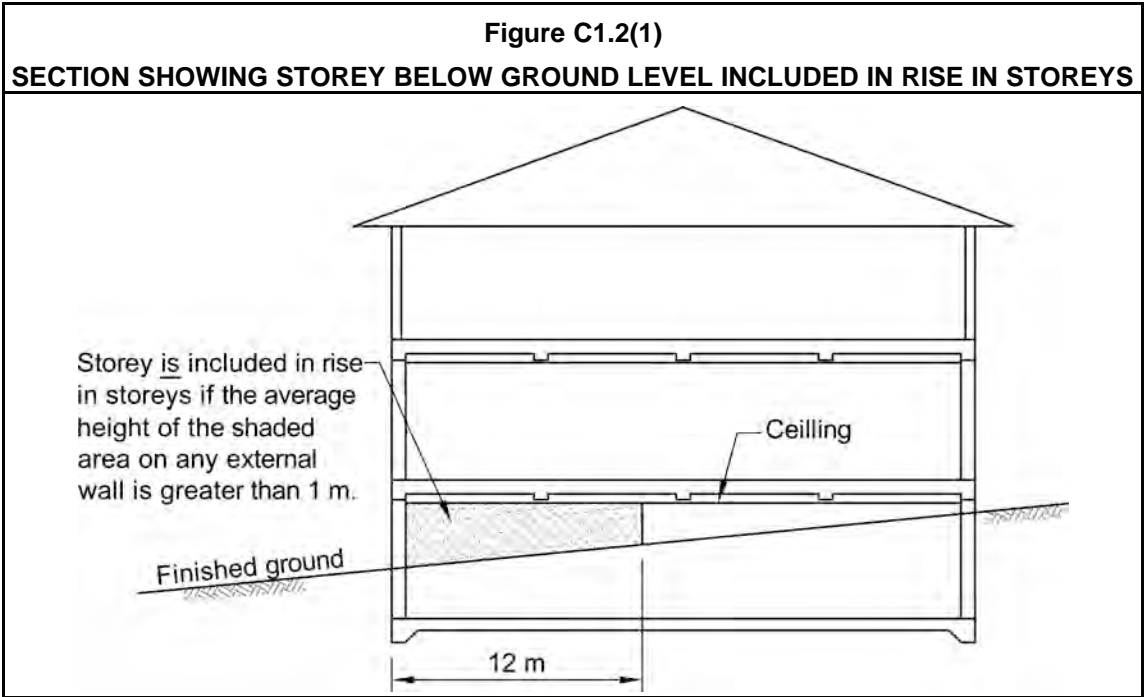 Figure C1.2(1)
SECTION SHOWING STOREY BELOW GROUND LEVEL INCLUDED IN RISE IN STOREYS
Storey is included in rise
in storeys if the average
height of the shaded
area on any external
wall is greater than 1 m.
Ceilling
Finished ground
12 m